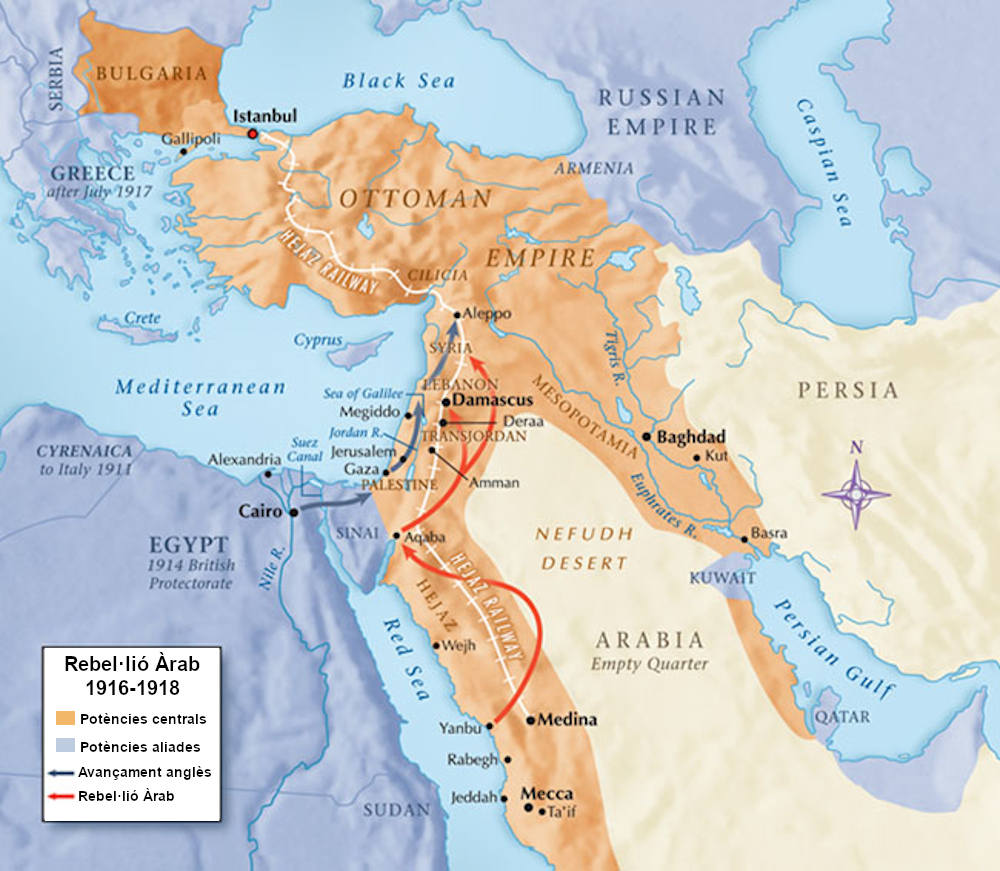 SERBIA
BULGARIA
Black Sea
RUSSIAN
EMPIRE
Caspian Sea
Istanbul
Gallipoli
GREECE
after July 1917
ARMENIA
OTTOMAN
EMPIRE
HEJAZ RAILWAY
CILICIA
Crete
Cyprus
Aleppo
SYRIA
Tigris R.
Mediterranean
Sea
Sea of Galilee
LEBANON
Damascus
Megiddo
Deraa
Jordan R.
TRANSJORDAN
MESOPOTAMIA
PERSIA
CYRENAICA
to Italy 1911
Alexandria
Suez
Canal
Jerusalem
Gaza
PALESTINE
Amman
Baghdad
Kut
N
Cairo
SINAI
Aqaba
Euphrates R.
Basra
NEFUDH
DESERT
EGYPT
1914 British
Protectorate
Nile R.
KUWAIT
HEJAZ
HEJAZ RAILWAY
Red Sea
Wejh
ARABIA
Empty Quarter
Persian Gulf
QATAR
Yanbu
Medina
Rabegh
Jeddah
Mecca
Ta'if
SUDAN
Rebel·lió Àrab
1916-1918
Potències centrals
Potències aliades
Avançament anglès
Rebel·lió Àrab